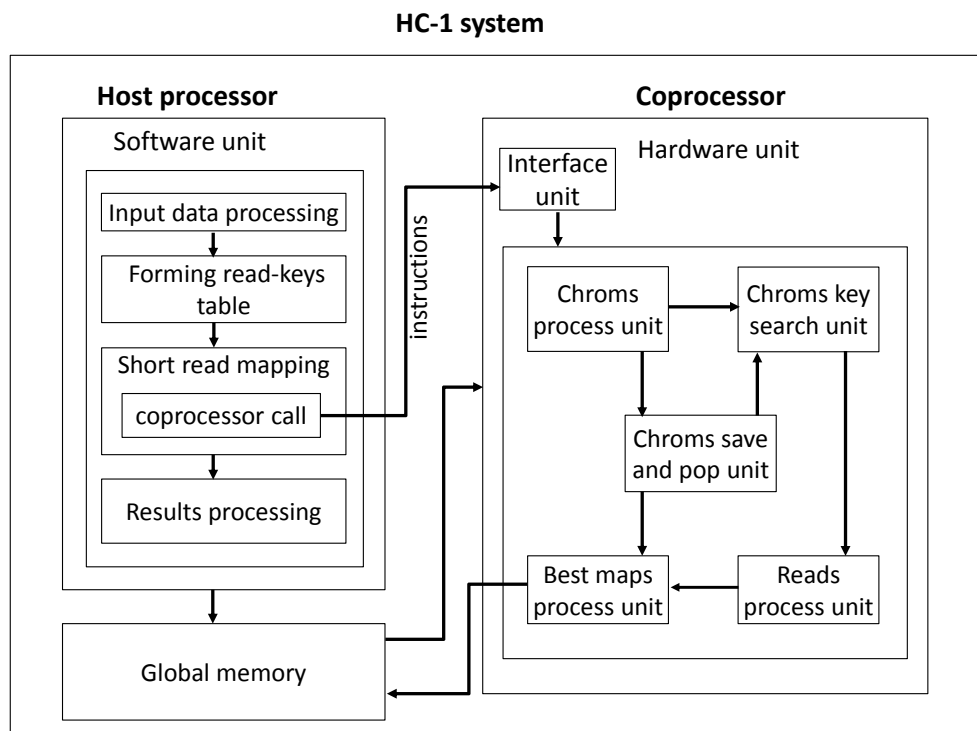 HC-1 system
Host processor
Software unit
Input data processing
Forming read-keys
table
Short read mapping
coprocessor call
Results processing
Global memory
instructions
Coprocessor
Hardware unit
Interface
unit
Chroms
process unit
Chroms key
search unit
Chroms save
and pop unit
Best maps
process unit
Reads
process unit